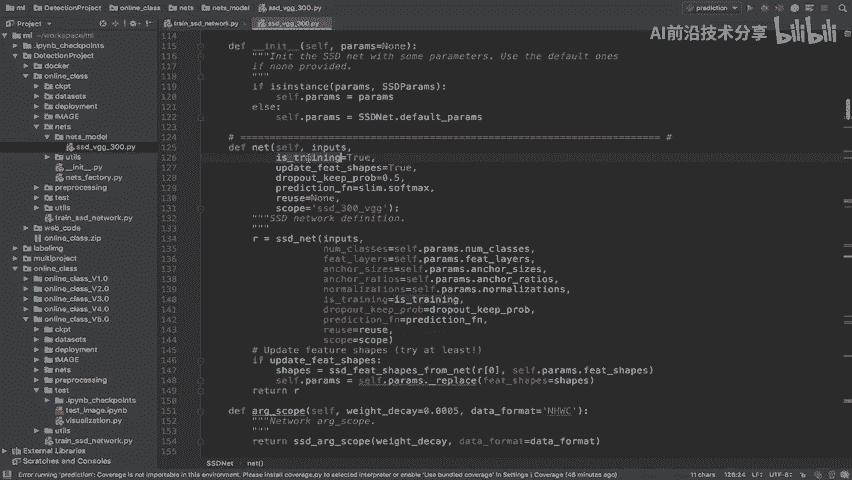 ml DetectionProject nets nets_model ssd_vgg_300.py
prediction
AI前沿技术分享 bilibili
Project
train_ssd_network.py
ssd_vgg_300.py
ml ~/workspace/ml
.ipynb_checkpoints
DetectionProject
docker
online_class
ckpt
datasets
deployment
IMAGE
nets
nets_model
ssd_vgg_300.py
utils
__init__.py
nets_factory.py
preprocessing
test
utils
train_ssd_network.py
web_code
online_class.zip
labelimg
multiproject
online_class
online_class_V1.0
online_class_V2.0
online_class_V3.0
online_class_V4.0
online_class_V5.0
ckpt
datasets
deployment
IMAGE
nets
preprocessing
test
.ipynb_checkpoints
test_image.ipynb
visualization.py
utils
train_ssd_network.py
External Libraries
Scratches and Consoles
114
115 def __init__(self, params=None):
116 """Init the SSD net with some parameters. Use the default ones
117 if none provided.
118 """
119 if isinstance(params, SSDParams):
120 self.params = params
121 else:
122 self.params = SSDNet.default_params
123
124 # ======================================================================= #
125 def net(self, inputs,
126 is_training=True,
127 update_feat_shapes=True,
128 dropout_keep_prob=0.5,
129 prediction_fn=slim.softmax,
130 reuse=None,
131 scope='ssd_300_vgg'):
132 """SSD network definition.
133 """
134 r = ssd_net(inputs,
135 num_classes=self.params.num_classes,
136 feat_layers=self.params.feat_layers,
137 anchor_sizes=self.params.anchor_sizes,
138 anchor_ratios=self.params.anchor_ratios,
139 normalizations=self.params.normalizations,
140 is_training=is_training,
141 dropout_keep_prob=dropout_keep_prob,
142 prediction_fn=prediction_fn,
143 reuse=reuse,
144 scope=scope)
145 # Update feature shapes (try at least!)
146 if update_feat_shapes:
147 shapes = ssd_feat_shapes_from_net(r[0], self.params.feat_shapes)
148 self.params = self.params._replace(feat_shapes=shapes)
149 return r
150
151 def arg_scope(self, weight_decay=0.0005, data_format='NHWC'):
152 """Network arg_scope.
153 """
154 return ssd_arg_scope(weight_decay, data_format=data_format)
155
SSDNet net()
Error running 'prediction': Coverage is not importable in this environment. Please install coverage.py to selected interpreter or enable 'Use bundled coverage' in Settings | Coverage (48 minutes ago)
11 chars 126:24 LF: UTF-8: